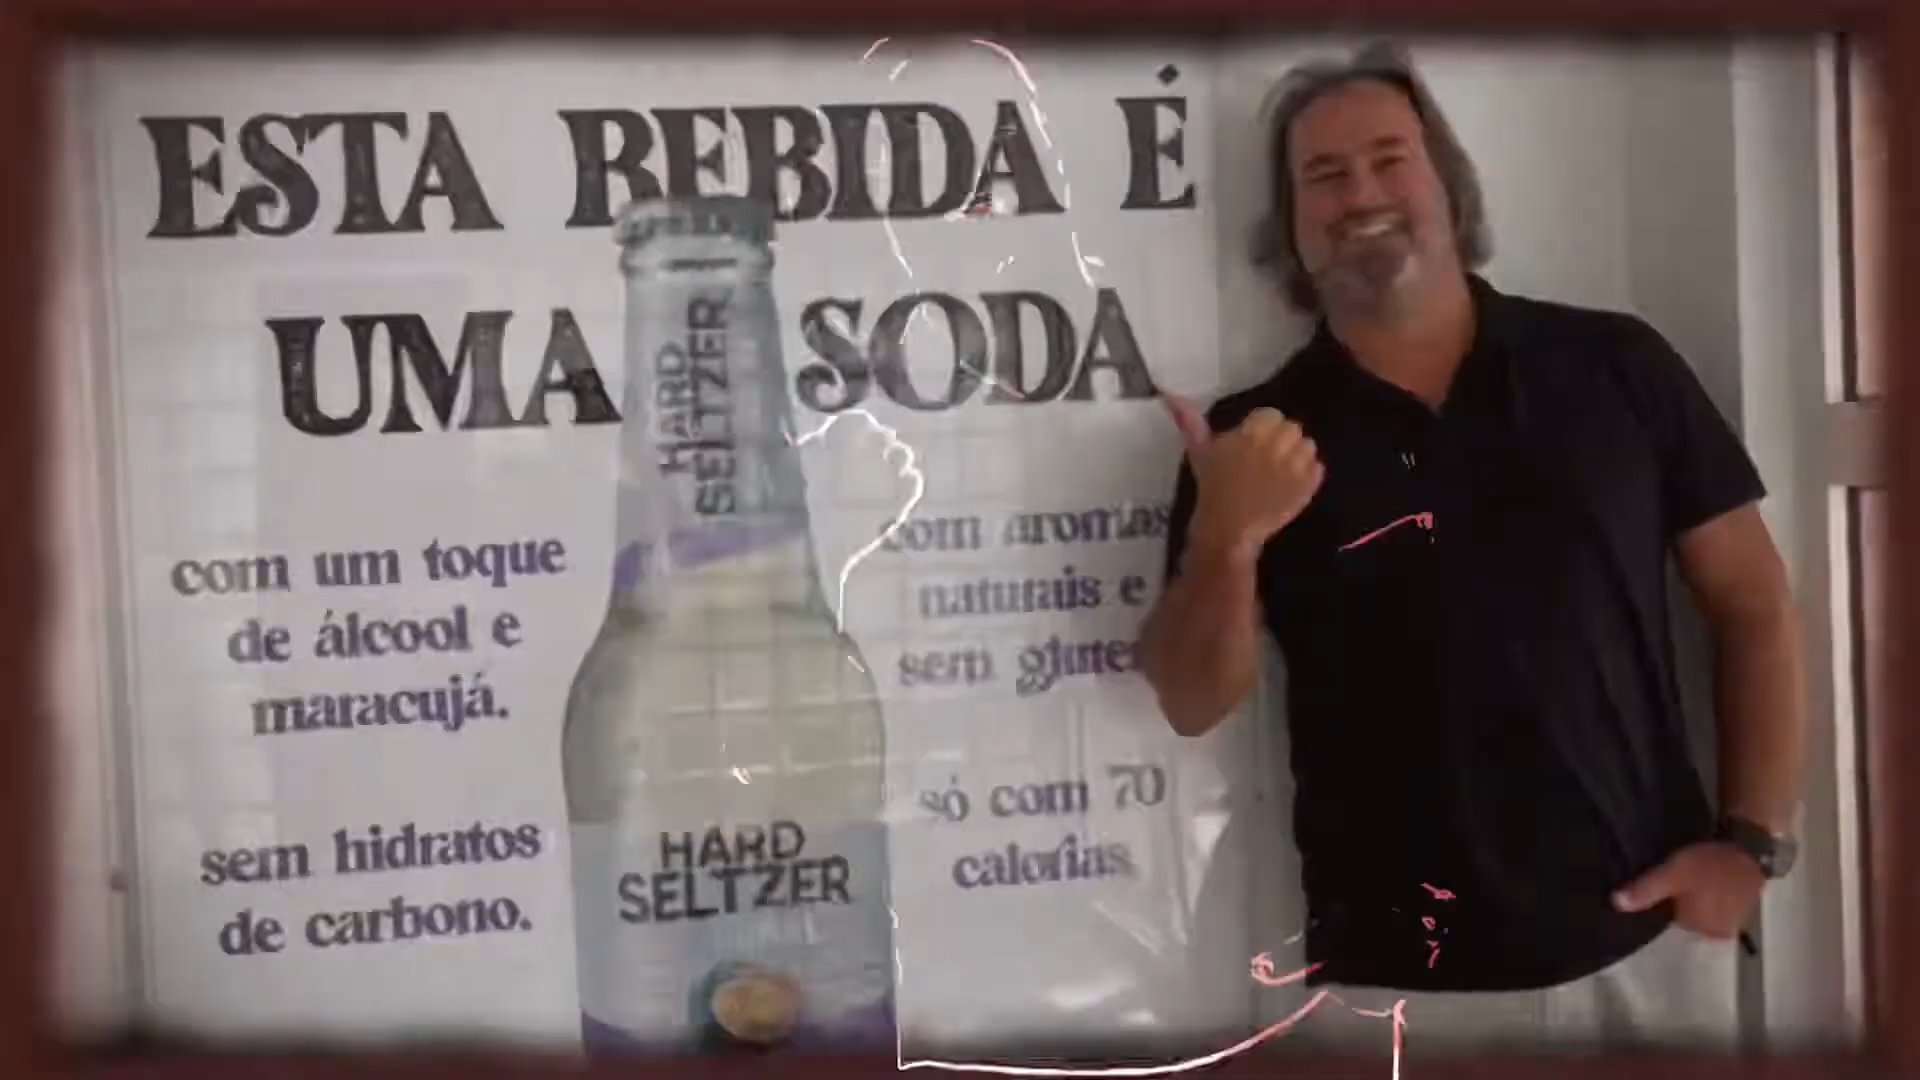 ESTA BEBIDA É
UMA SODA
HARD
SELTZER
com um toque
de álcool e
maracujá.
com aromas
naturais e
sem glúten
sem hidratos
de carbono.
só com 70
calorias.
HARD
SELTZER